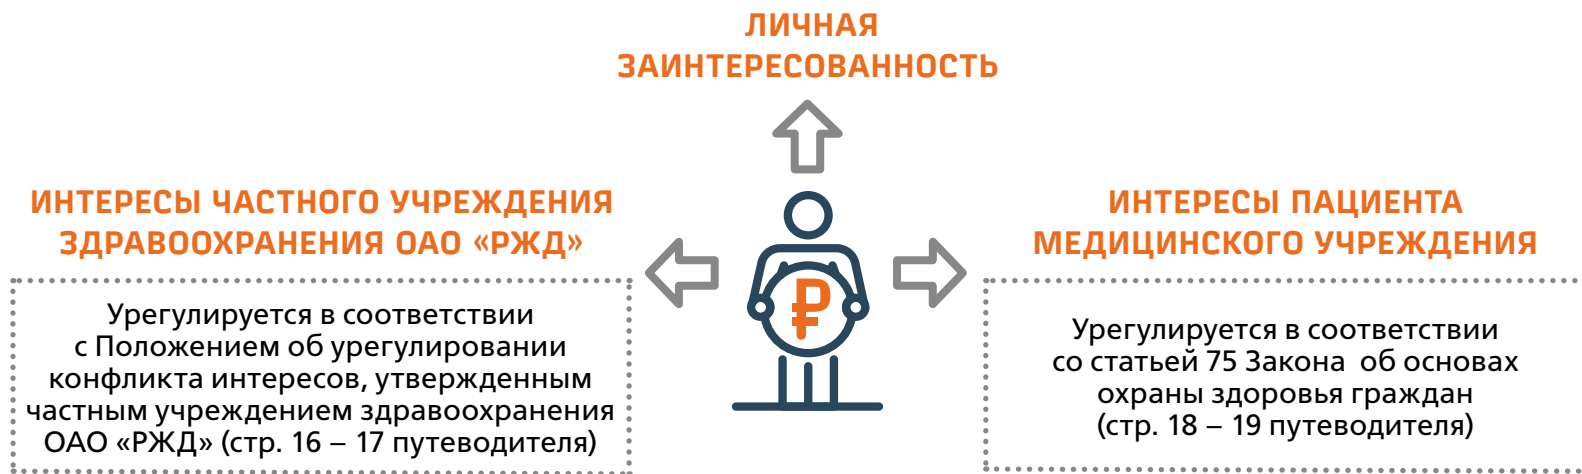 ЛИЧНАЯ
ЗАИНТЕРЕСОВАННОСТЬ
ИНТЕРЕСЫ ЧАСТНОГО УЧРЕЖДЕНИЯ
ЗДРАВООХРАНЕНИЯ ОАО «РЖД»
Урегулируется в соответствии
с Положением об урегулировании
конфликта интересов, утвержденным
частным учреждением здравоохранения
ОАО «РЖД» (стр. 16 – 17 путеводителя)
₽
ИНТЕРЕСЫ ПАЦИЕНТА
МЕДИЦИНСКОГО УЧРЕЖДЕНИЯ
Урегулируется в соответствии
со статьей 75 Закона  об основах
охраны здоровья граждан
(стр. 18 – 19 путеводителя)